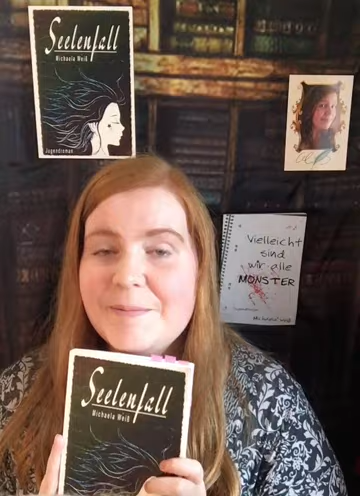 Seelenfall
Michaela Weiß
Jugendroman
Vielleicht
sind
wir alle
MONSTER
Seelenfall
Michaela Weiß